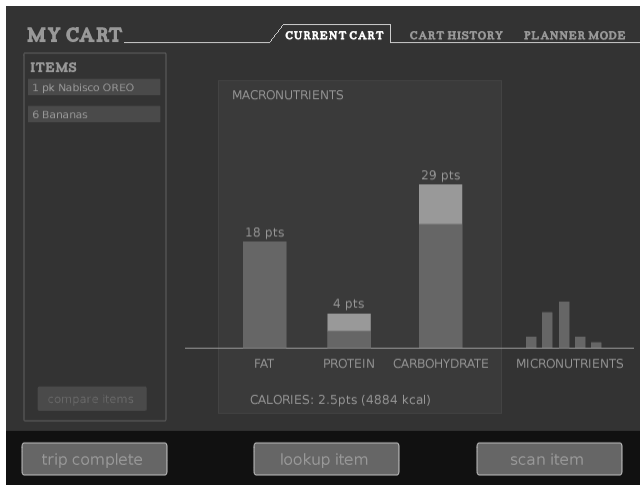 MY CART
CURRENT CART
CART HISTORY
PLANNER MODE
ITEMS
1 pk Nabisco OREO
6 Bananas
compare items
MACRONUTRIENTS
18 pts
4 pts
29 pts
FAT
PROTEIN
CARBOHYDRATE
MICRONUTRIENTS
CALORIES: 2.5pts (4884 kcal)
trip complete
lookup item
scan item